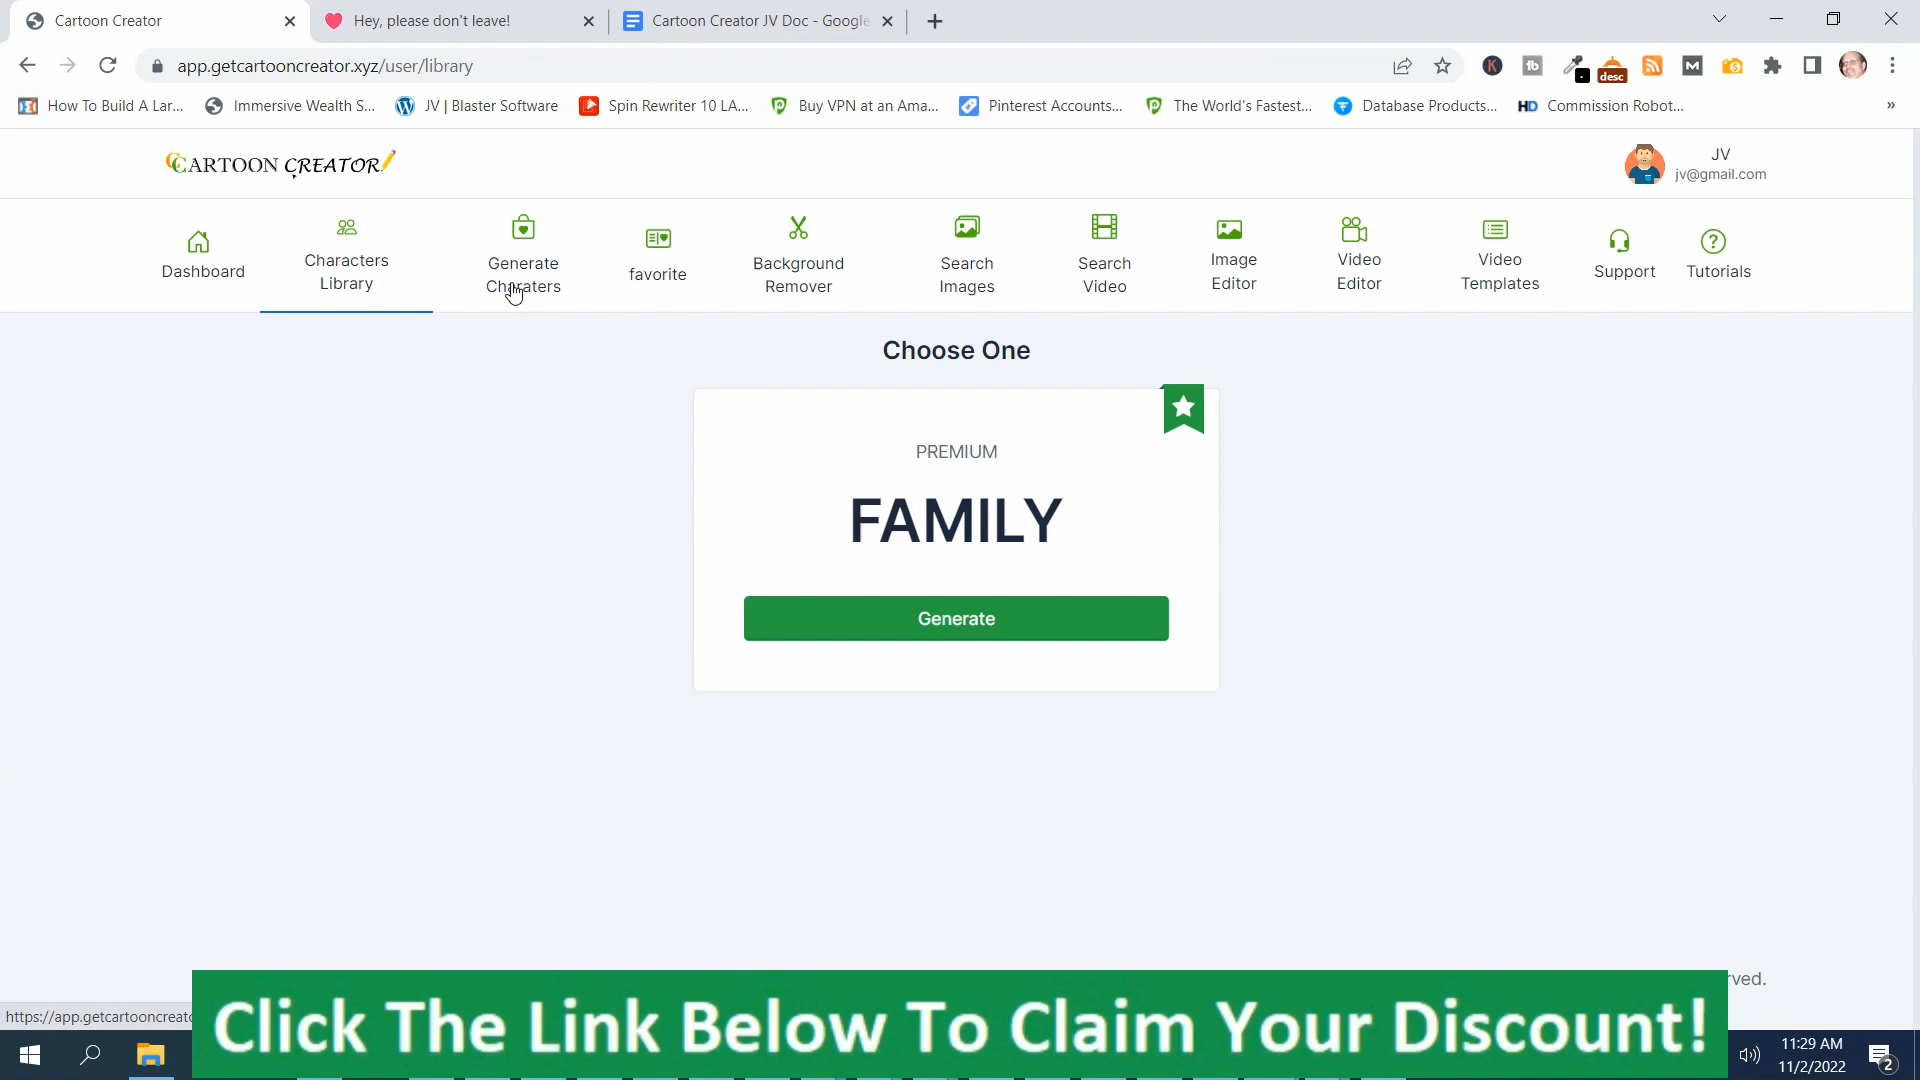 Cartoon Creator
Hey, please don't leave!
Cartoon Creator JV Doc - Google
app.getcartooncreator.xyz/user/library
desc
How To Build A Lar...
Immersive Wealth S...
JV | Blaster Software
Spin Rewriter 10 LA...
Buy VPN at an Ama...
Pinterest Accounts...
The World's Fastest...
Database Products...
HD Commission Robot...
»
CARTOON CREATOR
JV
jv@gmail.com
Dashboard
Characters
Library
Generate
Charaters
favorite
Background
Remover
Search
Images
Search
Video
Image
Editor
Video
Editor
Video
Templates
Support
Tutorials
Choose One
PREMIUM
FAMILY
Generate
rved.
https://app.getcartooncreato
Click The Link Below To Claim Your Discount!
11:29 AM
11/2/2022
2